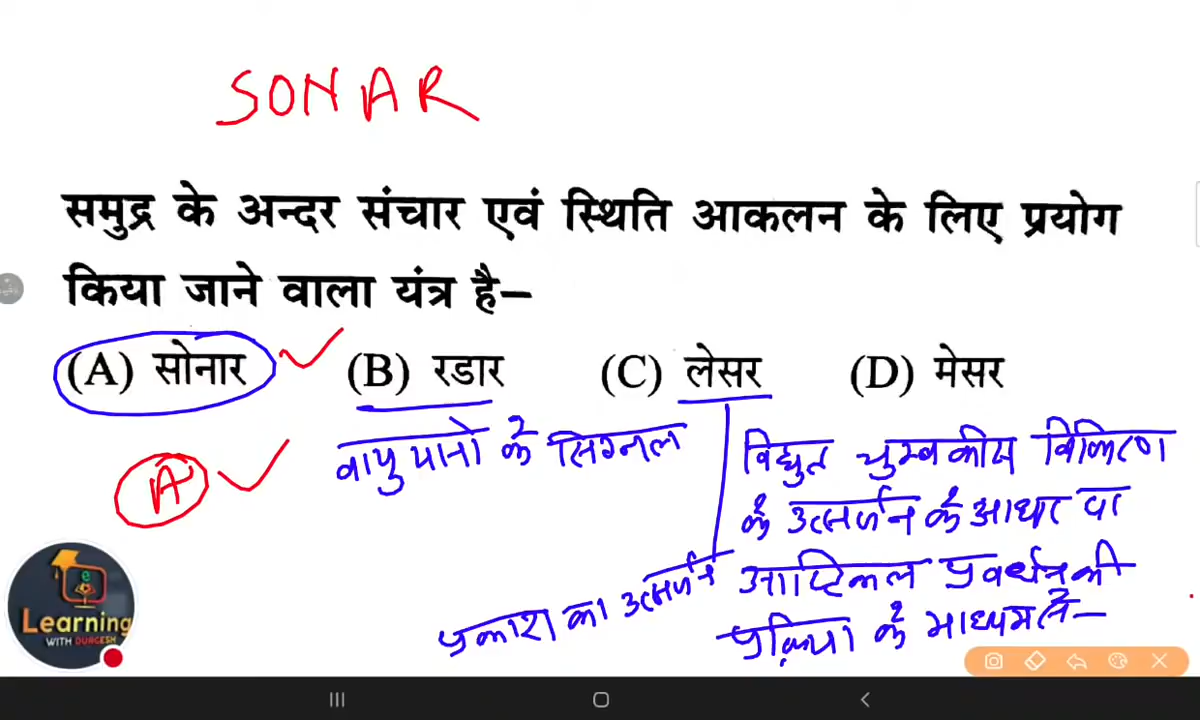 SONAR
समुद्र के अन्दर संचार एवं स्थिति आकलन के लिए प्रयोग
किया जाने वाला यंत्र है–
(A) सोनार (B) रडार (C) लेसर (D) मेसर
वायुयानो के सिग्नल
विद्युत चुम्बकीय विकिरण
के उत्सर्जन के आधार पर
आप्टिकल प्रवर्धन की
प्रक्रिया के माध्यम से –
प्रकाश का उत्सर्जन
A
e
Learning
WITH DURGESH